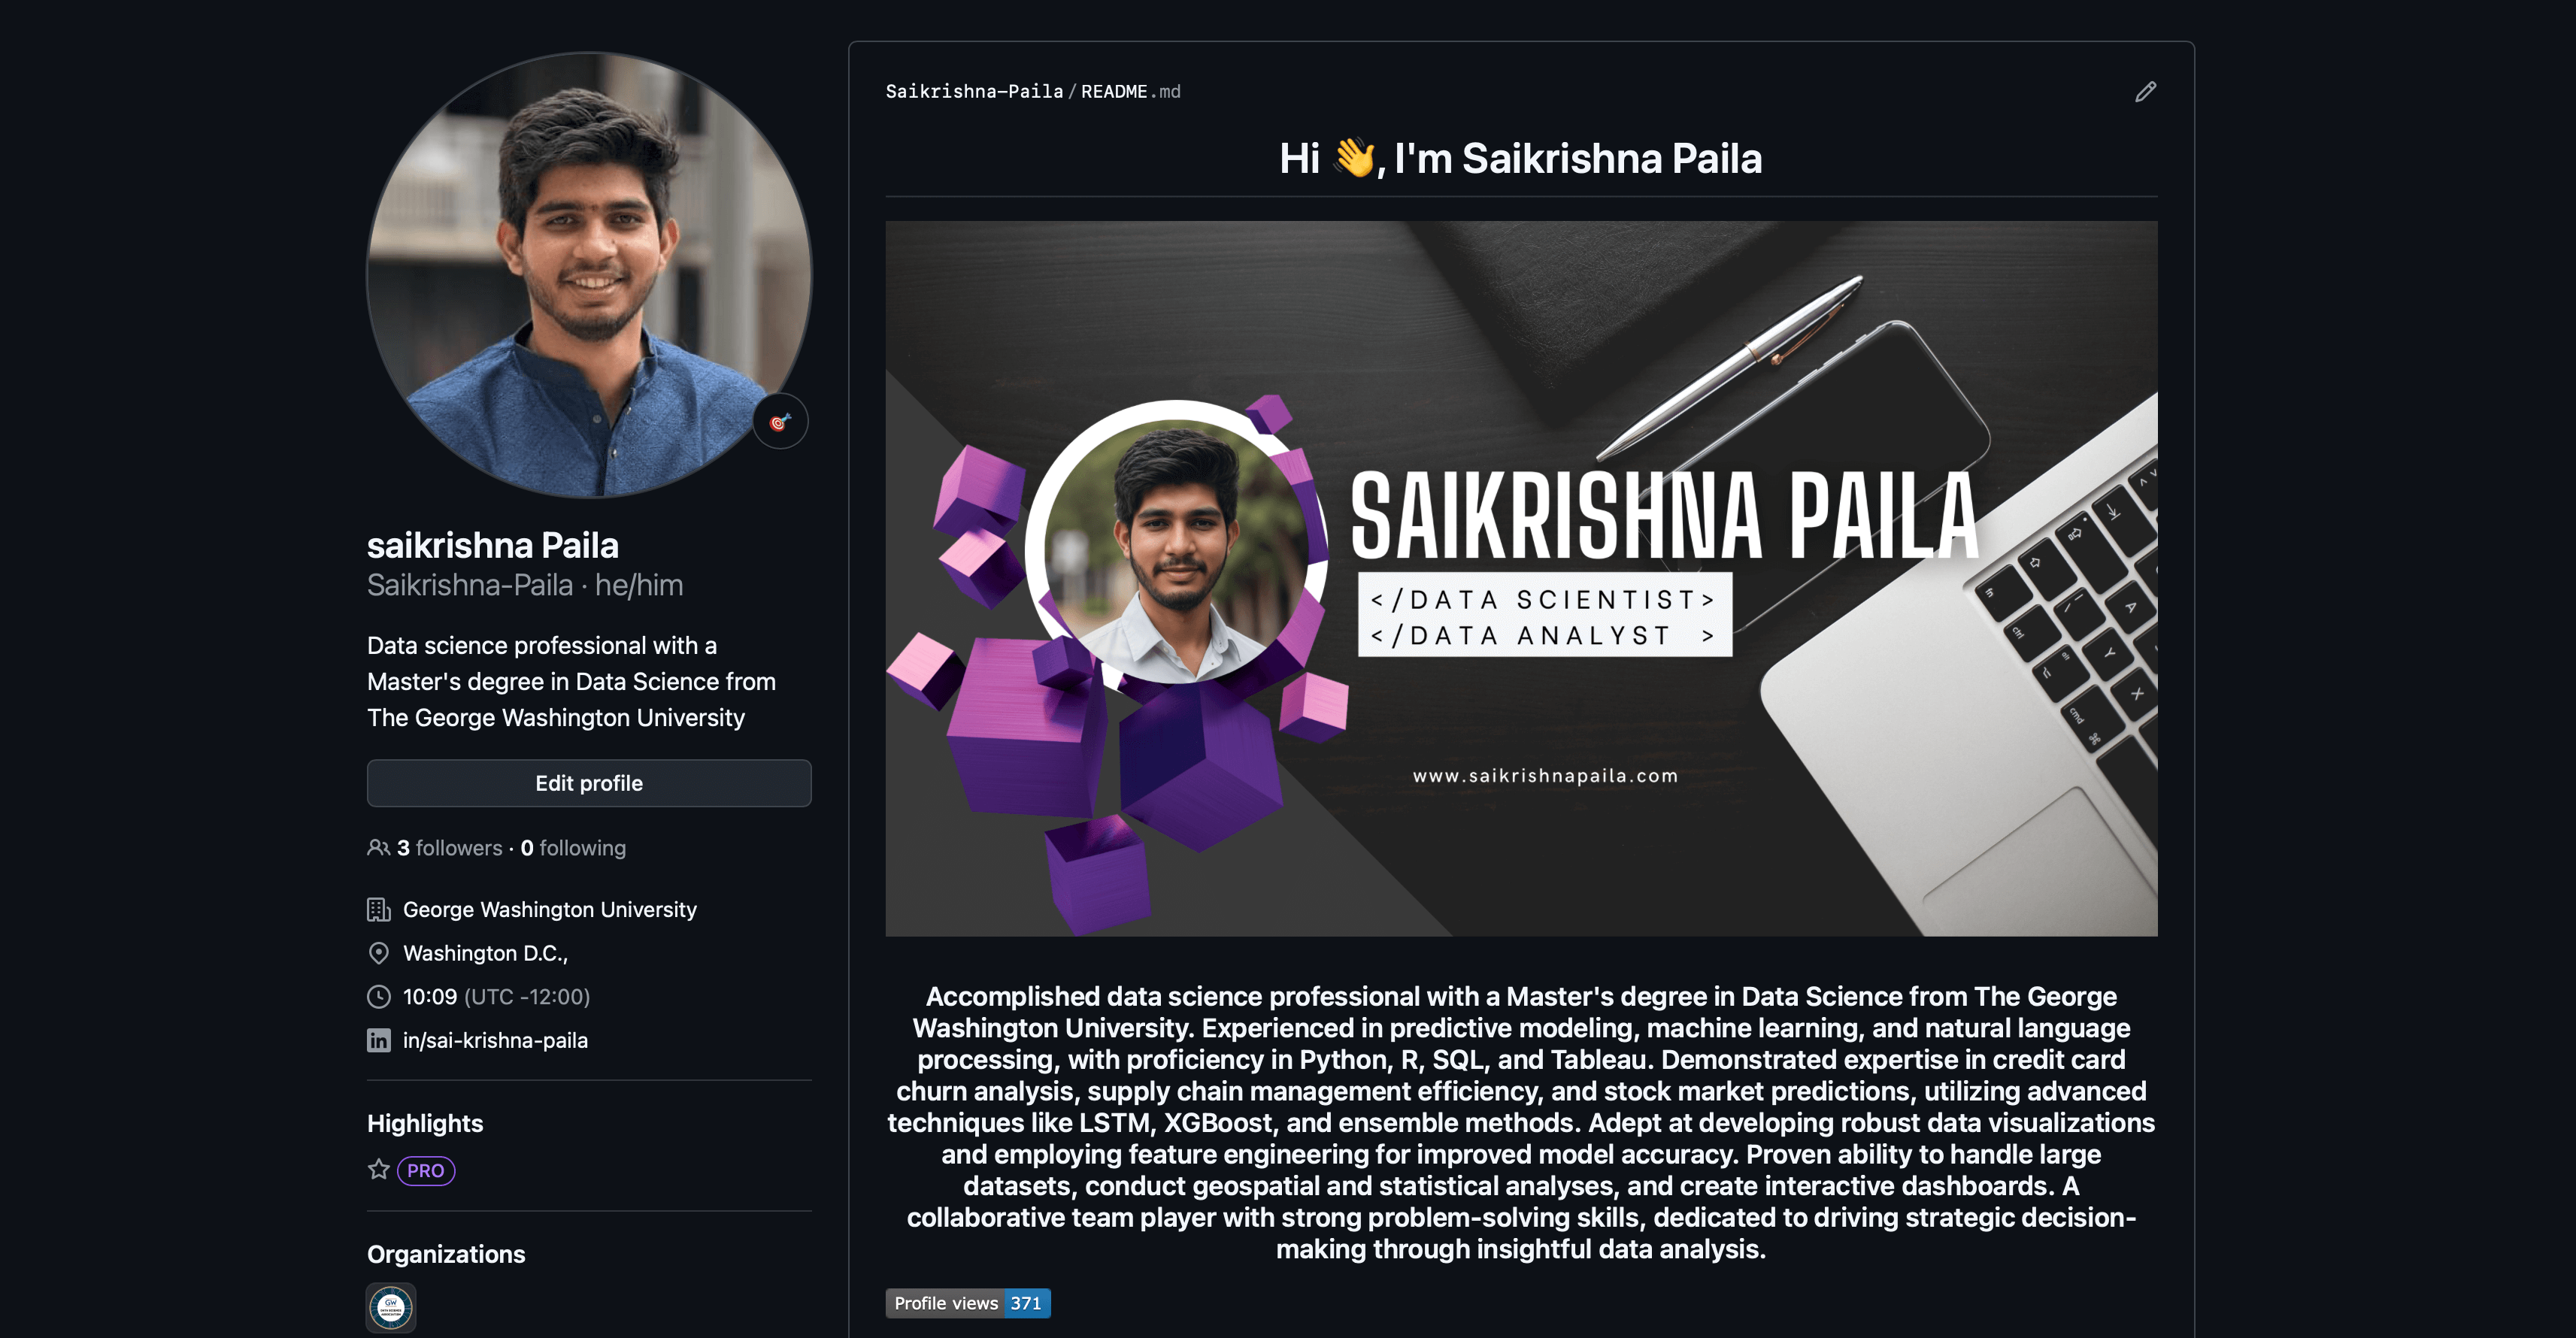 saikrishna Paila
Saikrishna-Paila · he/him
Data science professional with a
Master's degree in Data Science from
The George Washington University
Edit profile
3 followers · 0 following
George Washington University
Washington D.C.,
10:09 (UTC -12:00)
in/sai-krishna-paila
Highlights
PRO
Organizations
GW
Saikrishna-Paila / README.md
Hi 👋, I'm Saikrishna Paila
SAIKRISHNA PAILA
</DATA SCIENTIST>
</DATA ANALYST >
www.saikrishnapaila.com
fn
ctrl
alt
cmd
⌘
A
Y
X
Accomplished data science professional with a Master's degree in Data Science from The George
Washington University. Experienced in predictive modeling, machine learning, and natural language
processing, with proficiency in Python, R, SQL, and Tableau. Demonstrated expertise in credit card
churn analysis, supply chain management efficiency, and stock market predictions, utilizing advanced
techniques like LSTM, XGBoost, and ensemble methods. Adept at developing robust data visualizations
and employing feature engineering for improved model accuracy. Proven ability to handle large
datasets, conduct geospatial and statistical analyses, and create interactive dashboards. A
collaborative team player with strong problem-solving skills, dedicated to driving strategic decision-
making through insightful data analysis.
Profile views 371